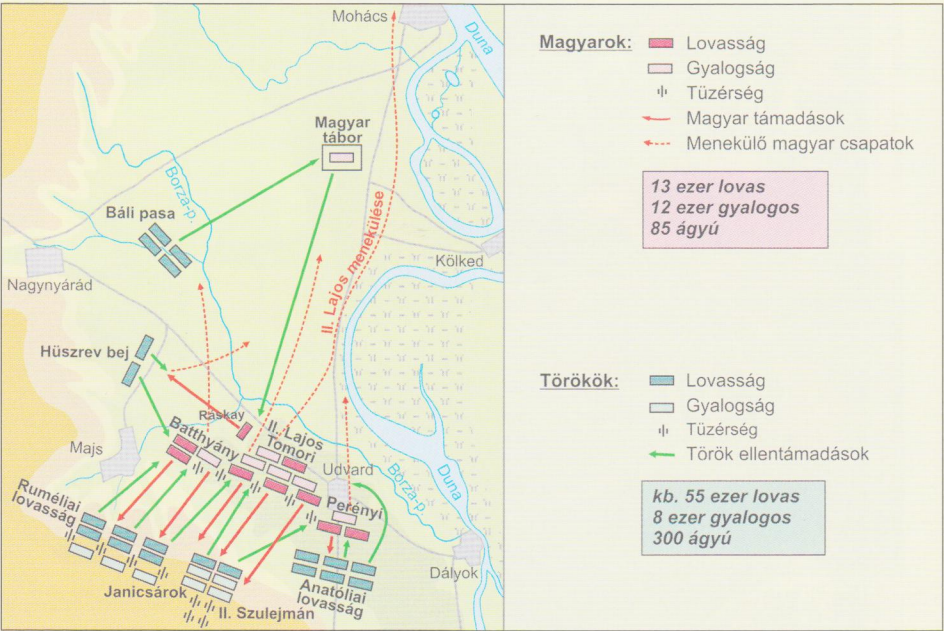 Mohács
Duna
Magyar
tábor
Borza-p.
Báli pasa
II. Lajos menekülése
Kölked
Nagynyárád
Hüszrev bej
Ráskay
Batthyány
II. Lajos
Tomori
Majs
Udvard
Borza-p.
Duna
Ruméliai
lovasság
Perényi
Dályok
Janicsárok
Anatóliai
lovasság
II. Szulejmán
Magyarok:
Lovasság
Gyalogság
Tüzérség
Magyar támadások
Menekülő magyar csapatok
13 ezer lovas
12 ezer gyalogos
85 ágyú
Törökök:
Lovasság
Gyalogság
Tüzérség
Török ellentámadások
kb. 55 ezer lovas
8 ezer gyalogos
300 ágyú